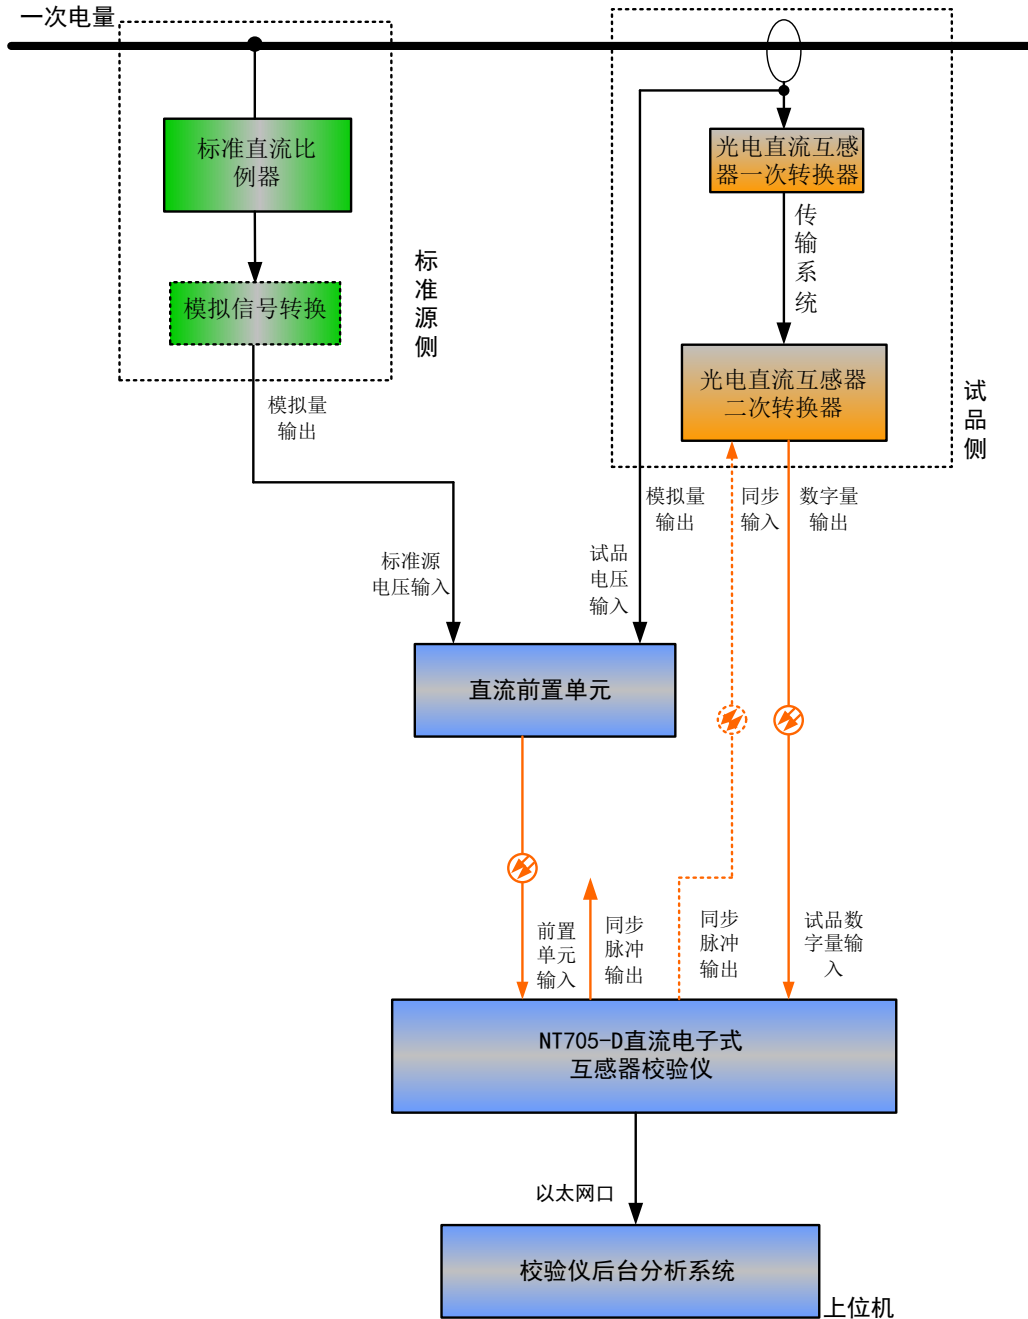 一次电量
标准直流比
例器
模拟信号转换
标
准
源
侧
模拟量
输出
标准源
电压输入
光电直流互感
器一次转换器
传
输
系
统
光电直流互感器
二次转换器
试
品
侧
模拟量
输出
同步
输入
数字量
输出
试品
电压
输入
直流前置单元
前置
单元
输入
同步
脉冲
输出
同步
脉冲
输出
试品数
字量输
入
NT705-D直流电子式
互感器校验仪
以太网口
校验仪后台分析系统
上位机